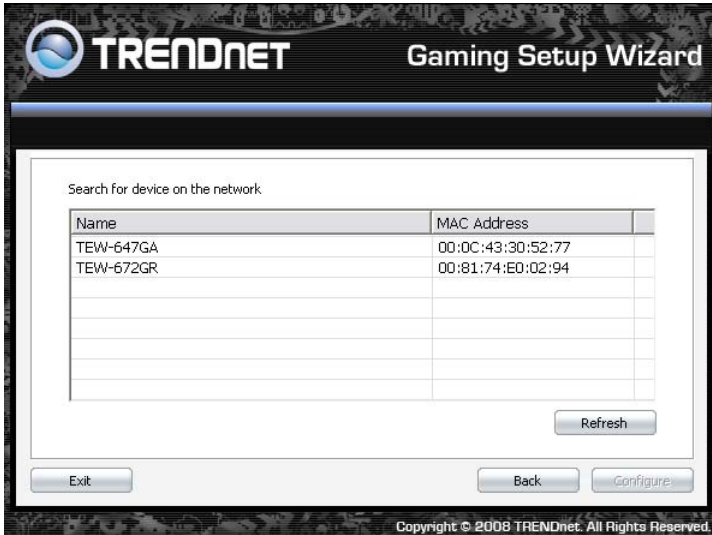 TRENDNET
Gaming Setup Wizard
Search for device on the network
Name MAC Address
TEW-647GA 00:0C:43:30:52:77
TEW-672GR 00:81:74:E0:02:94
Refresh
Exit Back Configure
Copyright © 2008 TRENDnet. All Rights Reserved.